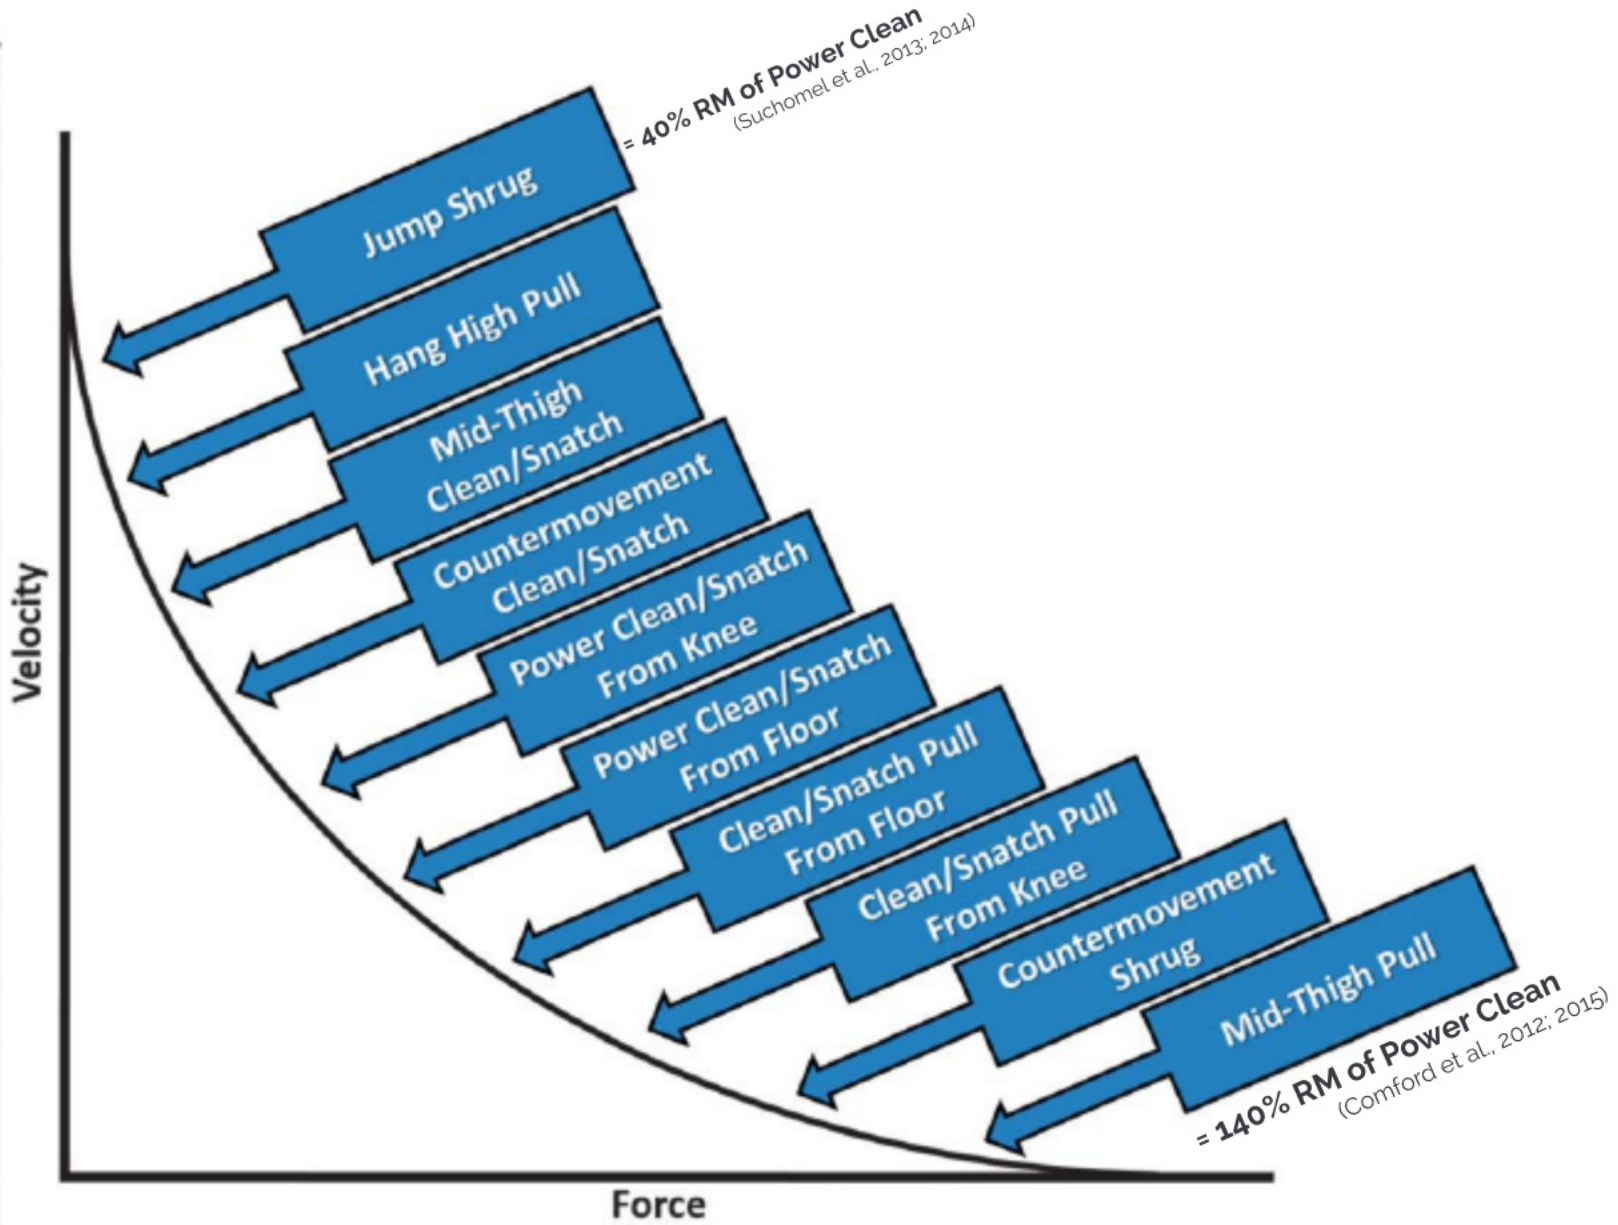 = 40% RM of Power Clean
(Suchomel et al., 2013; 2014)
Jump Shrug
Hang High Pull
Mid-Thigh
Clean/Snatch
Countermovement
Clean/Snatch
Power Clean/Snatch
From Knee
Power Clean/Snatch
From Floor
Clean/Snatch Pull
From Floor
Clean/Snatch Pull
From Knee
Countermovement
Shrug
Mid-Thigh Pull
= 140% RM of Power Clean
(Comford et al., 2012; 2015)
Velocity
Force